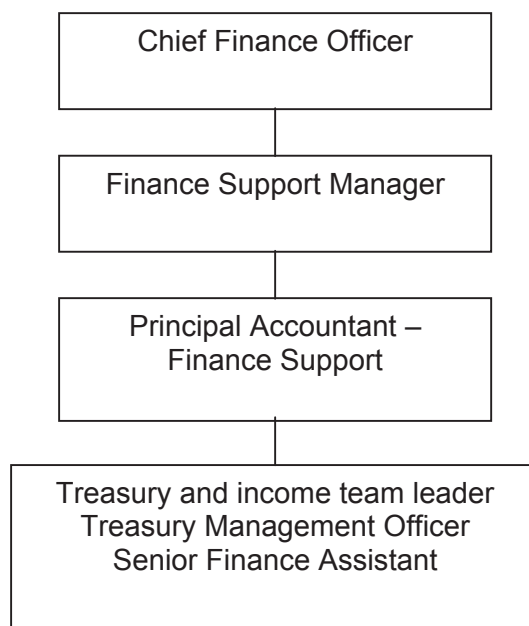 Chief Finance Officer
Finance Support Manager
Principal Accountant –
Finance Support
Treasury and income team leader
Treasury Management Officer
Senior Finance Assistant